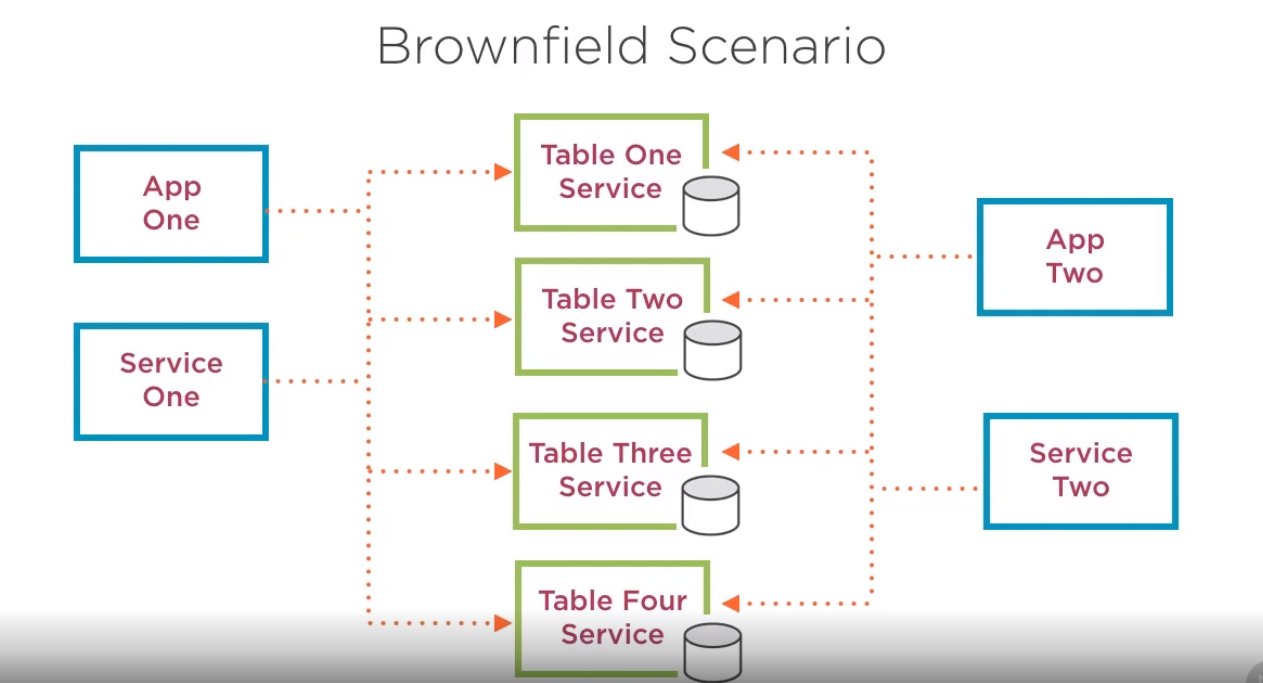 Brownfield Scenario
App
One
Service
One
Table One
Service
Table Two
Service
Table Three
Service
Table Four
Service
App
Two
Service
Two